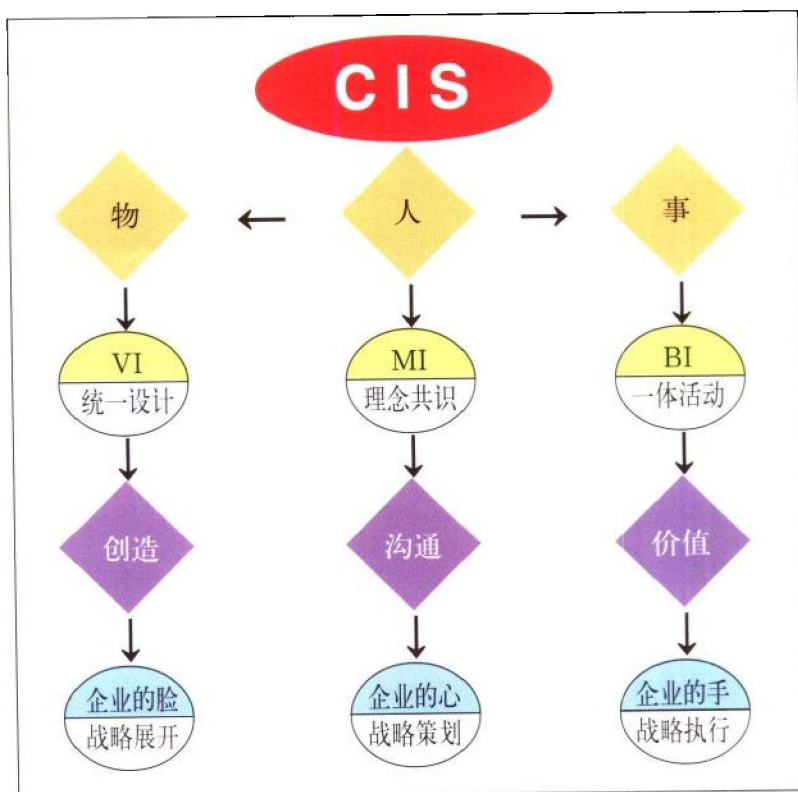 CIS
物
人
事
VI
统一设计
MI
理念共识
BI
一体活动
创造
沟通
价值
企业的脸
战略展开
企业的心
战略策划
企业的手
战略执行